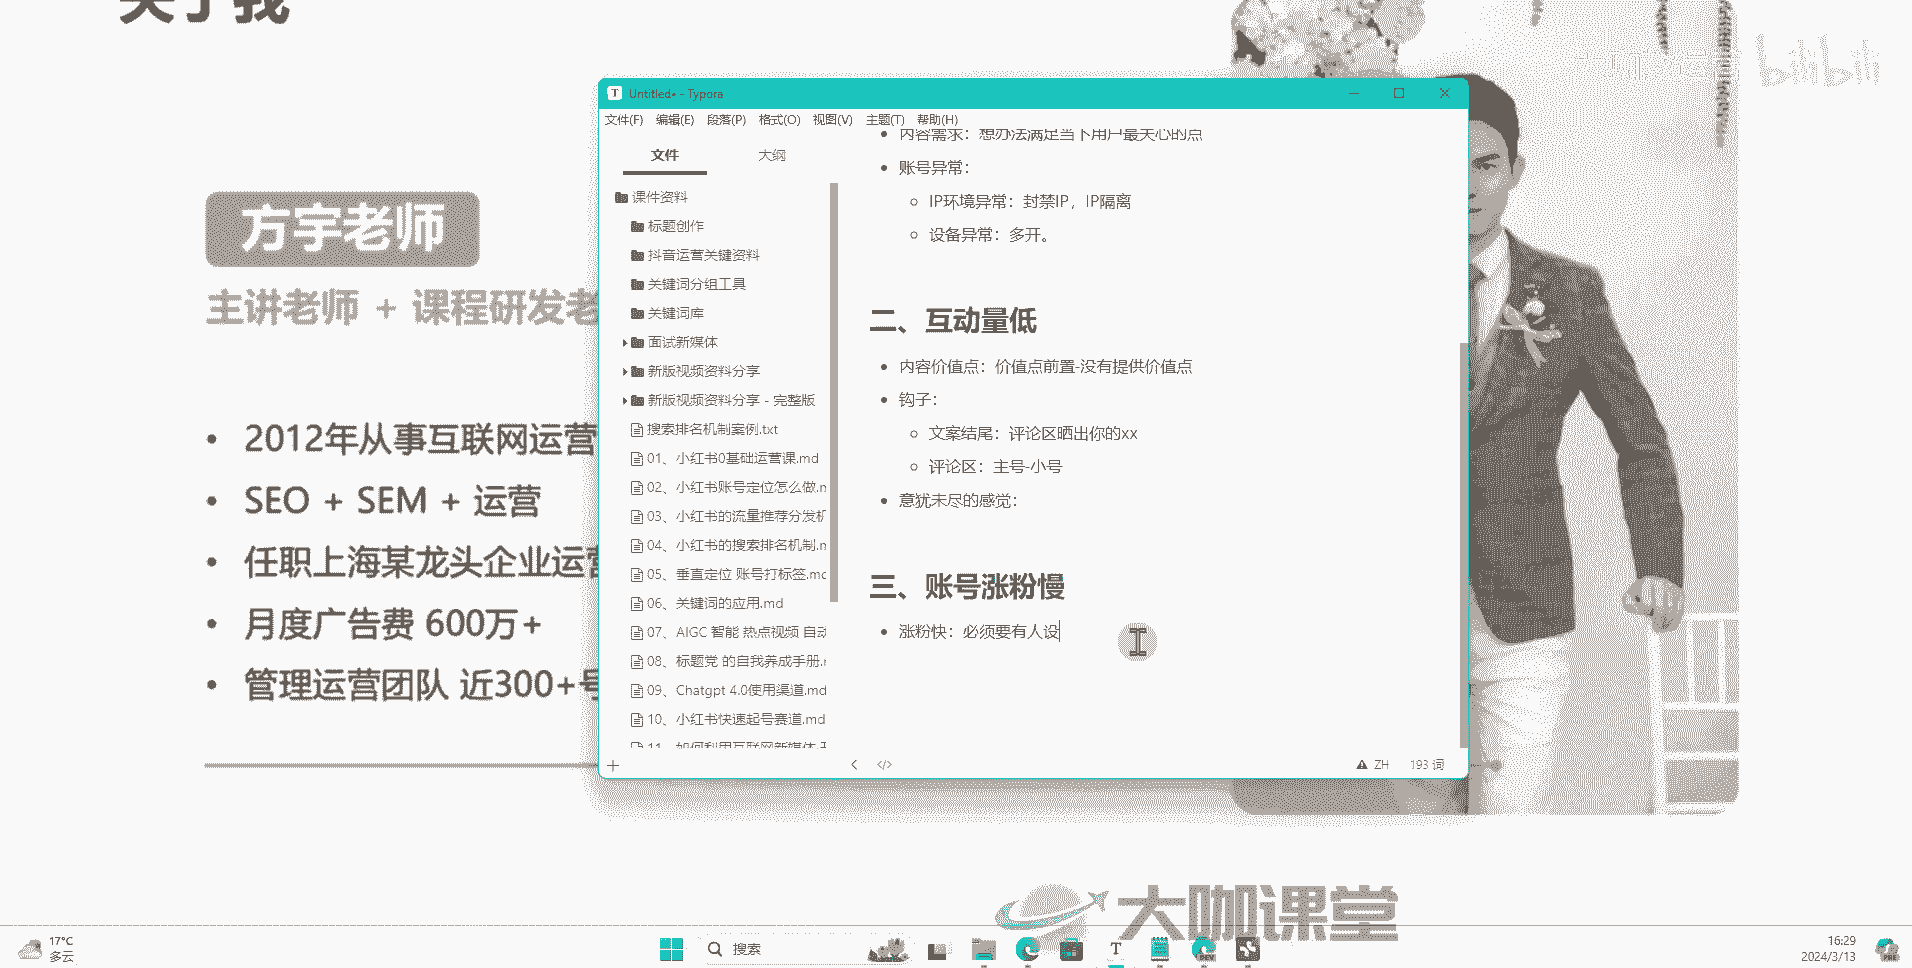 关于我
bilibili
方宇老师
主讲老师 + 课程研发老
• 2012年从事互联网运营
• SEO + SEM + 运营
• 任职上海某龙头企业运营
• 月度广告费 600万+
• 管理运营团队 近300+号
Untitled• - Typora
文件(F) 编辑(E) 段落(P) 格式(O) 视图(V) 主题(T) 帮助(H)
文件 大纲
课件资料
标题创作
抖音运营关键资料
关键词分组工具
关键词库
面试新媒体
新版视频资料分享
新版视频资料分享 - 完整版
搜索排名机制案例.txt
01、小红书0基础运营课.md
02、小红书账号定位怎么做.m
03、小红书的流量推荐分发机
04、小红书的搜索排名机制.m
05、垂直定位 账号打标签.md
06、关键词的应用.md
07、AIGC 智能 热点视频 自动
08、标题党 的自我养成手册.m
09、Chatgpt 4.0使用渠道.md
10、小红书快速起号赛道.md
11、如何利用互联网新媒体
内容需求：想办法满足当下用户最关心的点
账号异常：
IP环境异常：封禁IP，IP隔离
设备异常：多开。
二、互动量低
内容价值点：价值点前置-没有提供价值点
钩子：
文案结尾：评论区晒出你的xx
评论区：主号-小号
意犹未尽的感觉：
三、账号涨粉慢
涨粉快：必须要有人设
ZH 193 词
大咖课堂
17°C
多云
搜索
T
DEV
16:29
2024/3/13
PRE